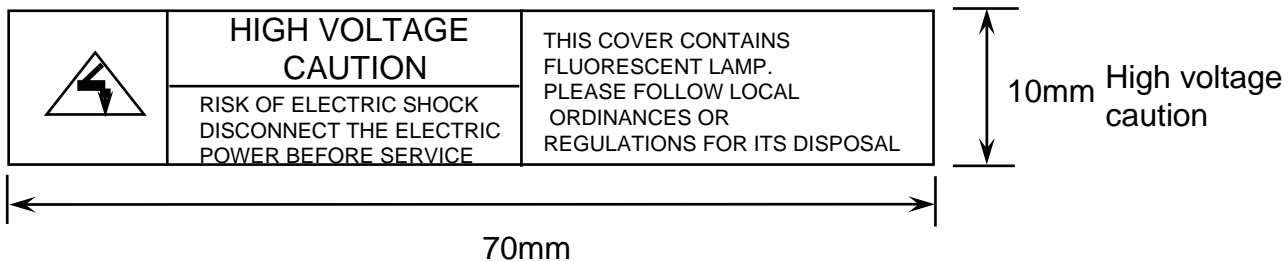 HIGH VOLTAGE
CAUTION
RISK OF ELECTRIC SHOCK
DISCONNECT THE ELECTRIC
POWER BEFORE SERVICE
THIS COVER CONTAINS
FLUORESCENT LAMP.
PLEASE FOLLOW LOCAL
ORDINANCES OR
REGULATIONS FOR ITS DISPOSAL
10mm
High voltage
caution
70mm